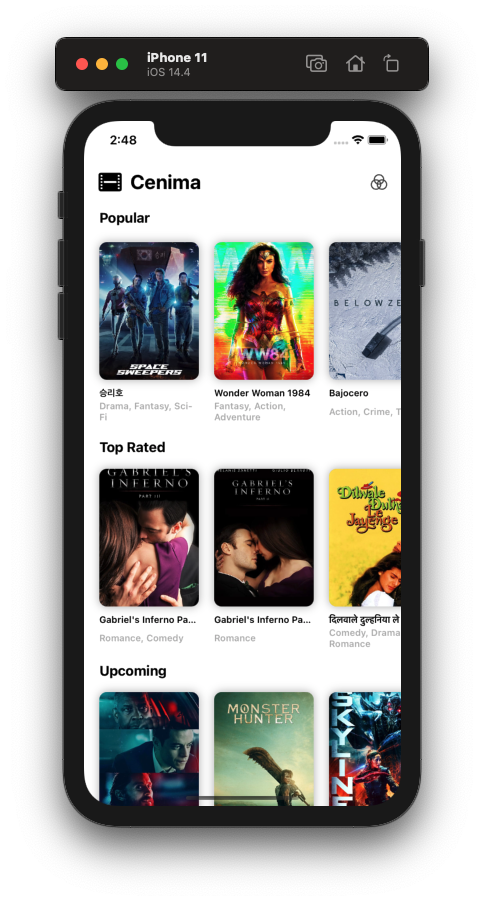 iPhone 11
iOS 14.4
2:48
Cenima
Popular
SPACE
SWEEPERS
WW84
BELOWZE
승리호
Wonder Woman 1984
Bajocero
Drama, Fantasy, Sci-
Fi
Fantasy, Action,
Adventure
Action, Crime, T
Top Rated
GABRIEL'S
INFERNO
PART III
GABRIEL'S
INFERNO
Dilwale
Dulha
Le
Jayenge
Gabriel's Inferno Pa...
Gabriel's Inferno Pa...
दिलवाले दुल्हनिया ले
Romance, Comedy
Romance
Comedy, Drama
Romance
Upcoming
MONSTER
HUNTER
SKYLINE